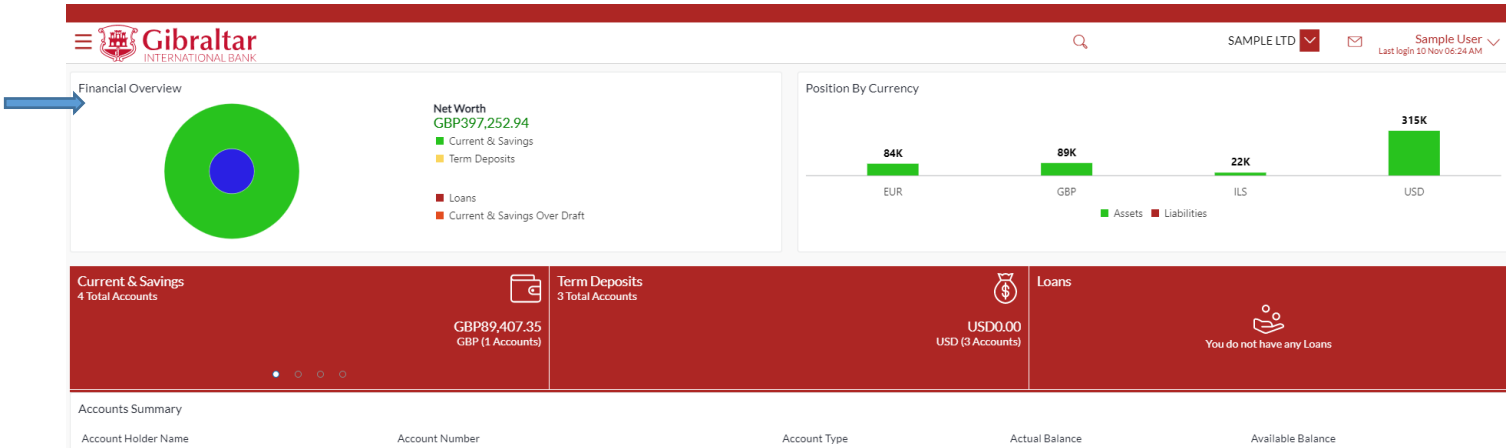 Gibraltar
INTERNATIONAL BANK
SAMPLE LTD
Sample User
Last login 10 Nov 06:24 AM
Financial Overview
Net Worth
GBP397,252.94
Current & Savings
Term Deposits
Loans
Current & Savings Over Draft
Position By Currency
84K
89K
22K
315K
EUR
GBP
ILS
USD
Assets
Liabilities
Current & Savings
4 Total Accounts
GBP89,407.35
GBP (1 Accounts)
Term Deposits
3 Total Accounts
USD0.00
USD (3 Accounts)
Loans
You do not have any Loans
Accounts Summary
Account Holder Name
Account Number
Account Type
Actual Balance
Available Balance